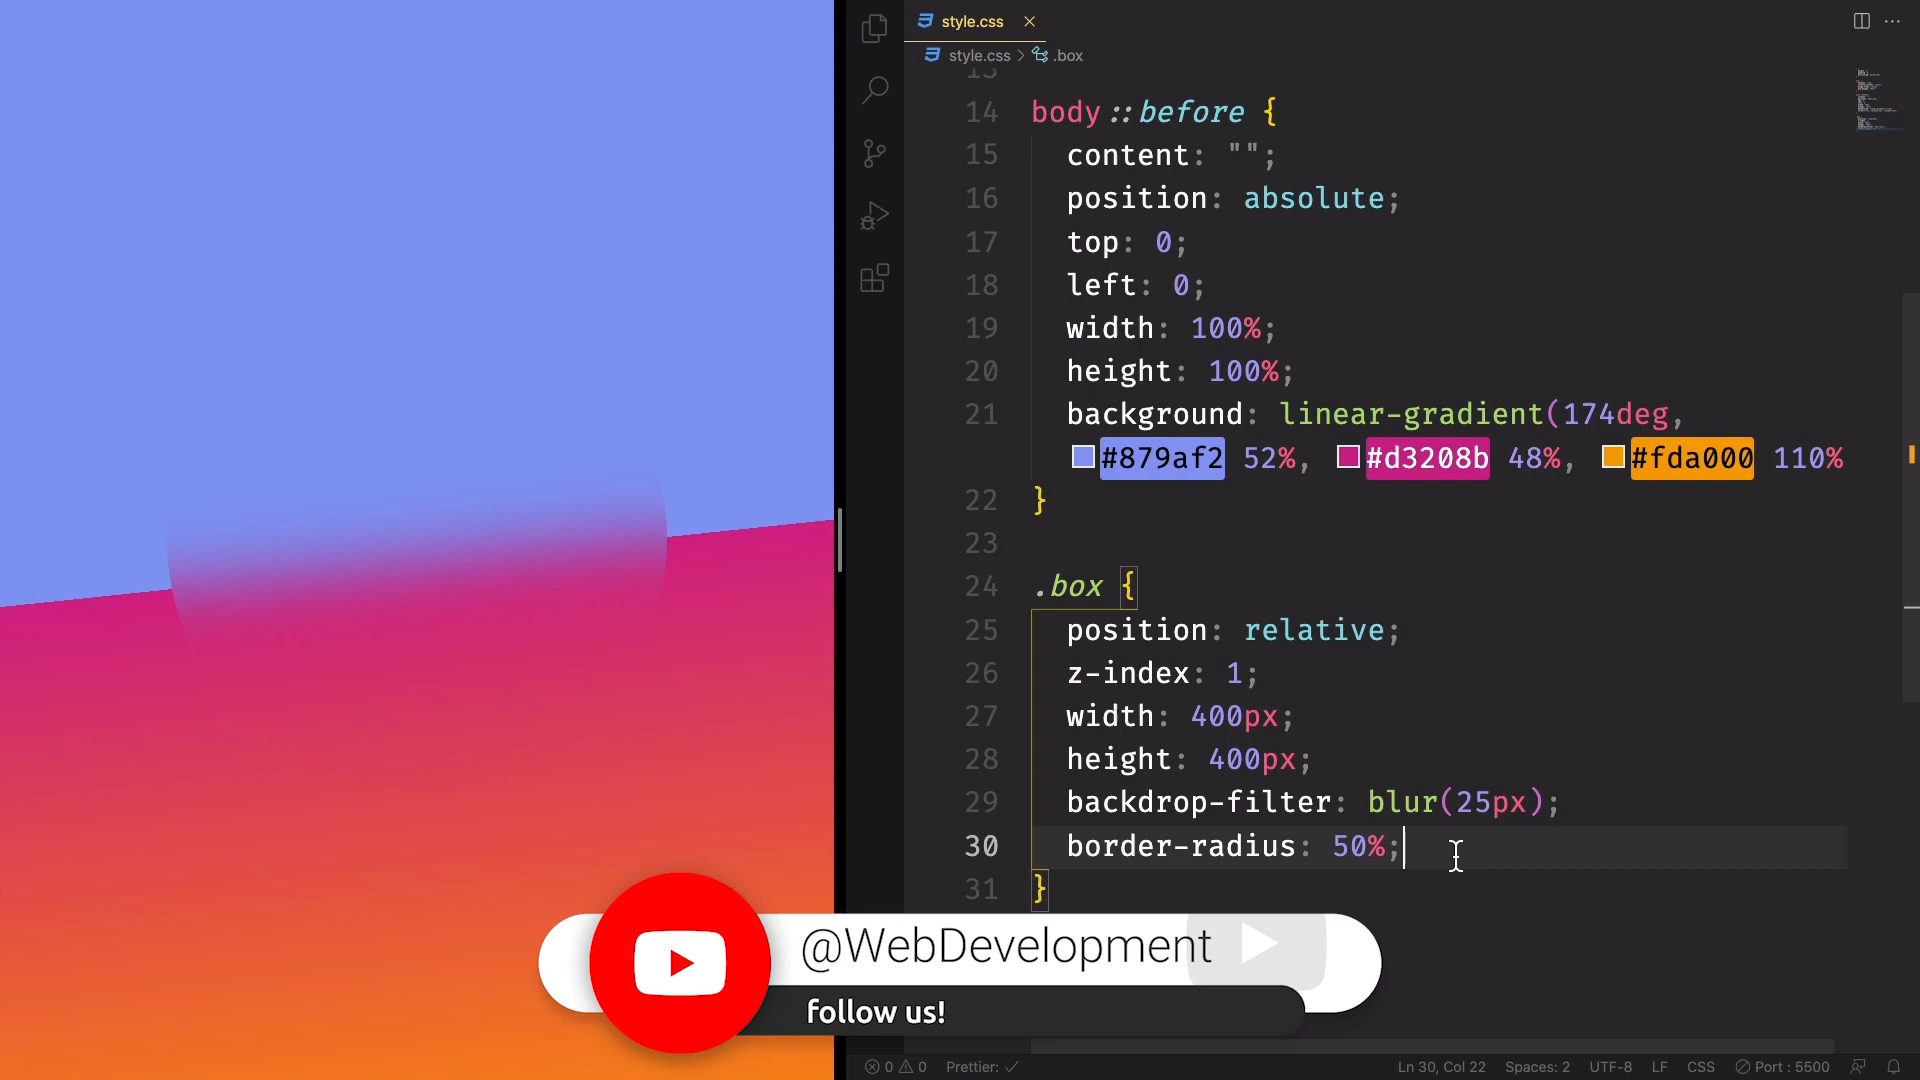 style.css
style.css > .box
13
14 body::before {
15 content: "";
16 position: absolute;
17 top: 0;
18 left: 0;
19 width: 100%;
20 height: 100%;
21 background: linear-gradient(174deg,
#879af2 52%, #d3208b 48%, #fda000 110%
22 }
23
24 .box {
25 position: relative;
26 z-index: 1;
27 width: 400px;
28 height: 400px;
29 backdrop-filter: blur(25px);
30 border-radius: 50%;
31 }
@WebDevelopment
follow us!
0 0 Prettier: ✓ Ln 30, Col 22 Spaces: 2 UTF-8 LF CSS Port : 5500